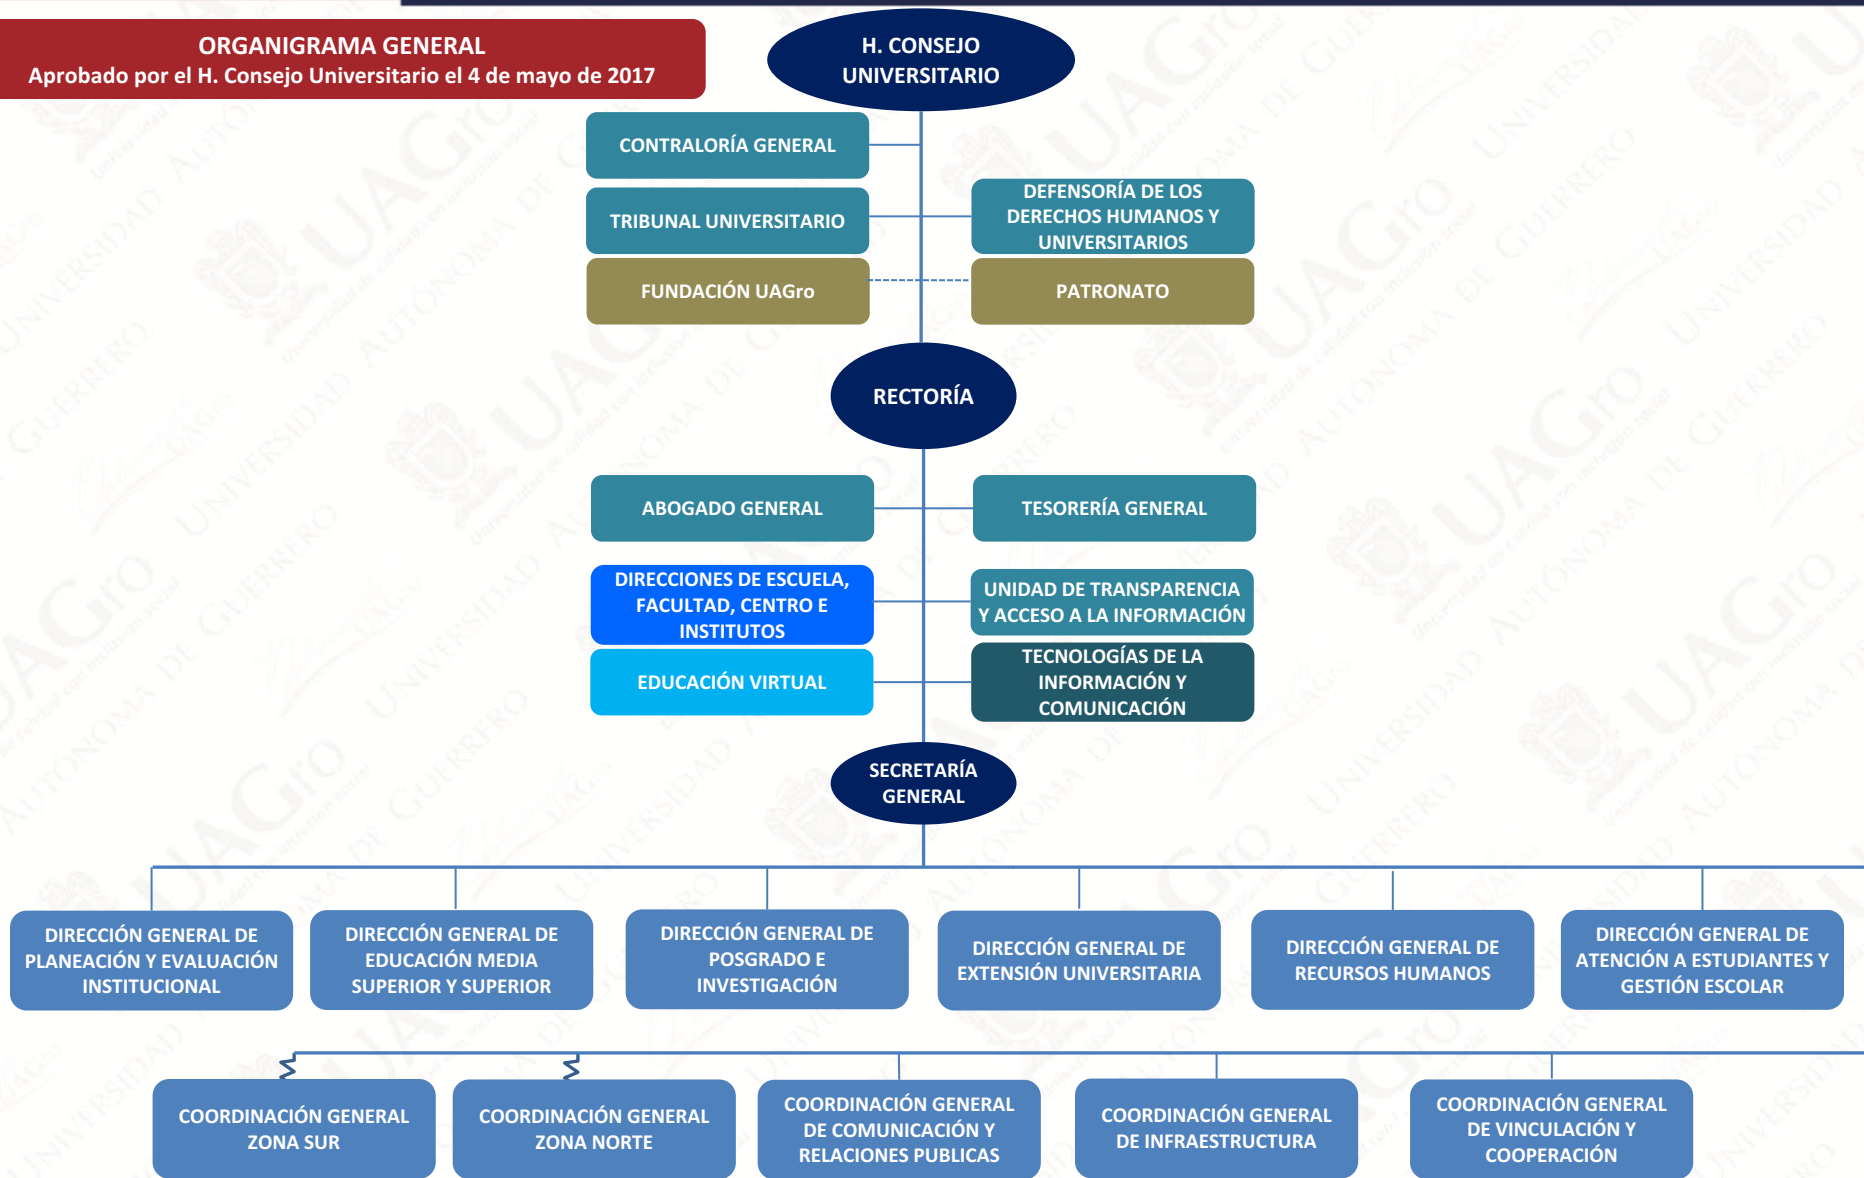 ORGANIGRAMA GENERAL
Aprobado por el H. Consejo Universitario el 4 de mayo de 2017
H. CONSEJO
UNIVERSITARIO
CONTRALORÍA GENERAL
TRIBUNAL UNIVERSITARIO
DEFENSORÍA DE LOS
DERECHOS HUMANOS Y
UNIVERSITARIOS
FUNDACIÓN UAGro
PATRONATO
RECTORÍA
ABOGADO GENERAL
TESORERÍA GENERAL
DIRECCIONES DE ESCUELA,
FACULTAD, CENTRO E
INSTITUTOS
UNIDAD DE TRANSPARENCIA
Y ACCESO A LA INFORMACIÓN
EDUCACIÓN VIRTUAL
TECNOLOGÍAS DE LA
INFORMACIÓN Y
COMUNICACIÓN
SECRETARÍA
GENERAL
DIRECCIÓN GENERAL DE
PLANEACIÓN Y EVALUACIÓN
INSTITUCIONAL
DIRECCIÓN GENERAL DE
EDUCACIÓN MEDIA
SUPERIOR Y SUPERIOR
DIRECCIÓN GENERAL DE
POSGRADO E
INVESTIGACIÓN
DIRECCIÓN GENERAL DE
EXTENSIÓN UNIVERSITARIA
DIRECCIÓN GENERAL DE
RECURSOS HUMANOS
DIRECCIÓN GENERAL DE
ATENCIÓN A ESTUDIANTES Y
GESTIÓN ESCOLAR
COORDINACIÓN GENERAL
ZONA SUR
COORDINACIÓN GENERAL
ZONA NORTE
COORDINACIÓN GENERAL
DE COMUNICACIÓN Y
RELACIONES PUBLICAS
COORDINACIÓN GENERAL
DE INFRAESTRUCTURA
COORDINACIÓN GENERAL
DE VINCULACIÓN Y
COOPERACIÓN